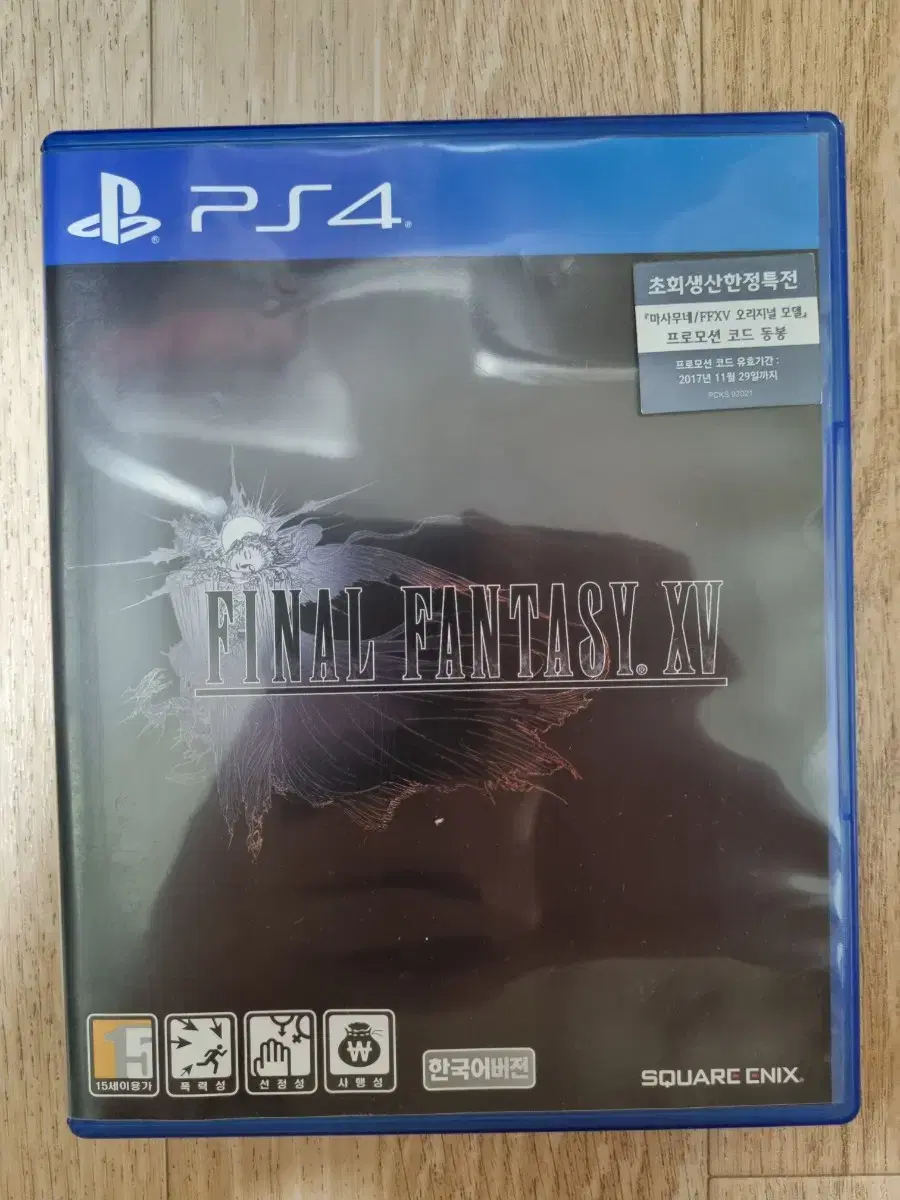 PS4
초회생산한정특전
『마사무네/FFXV 오리지널 모델』
프로모션 코드 동봉
프로모션 코드 유효기간 :
2017년 11월 29일까지
PCKS 92021
FINAL FANTASY XV
15
15세이용가
폭력성
선정성
사행성
한국어버전
SQUARE ENIX